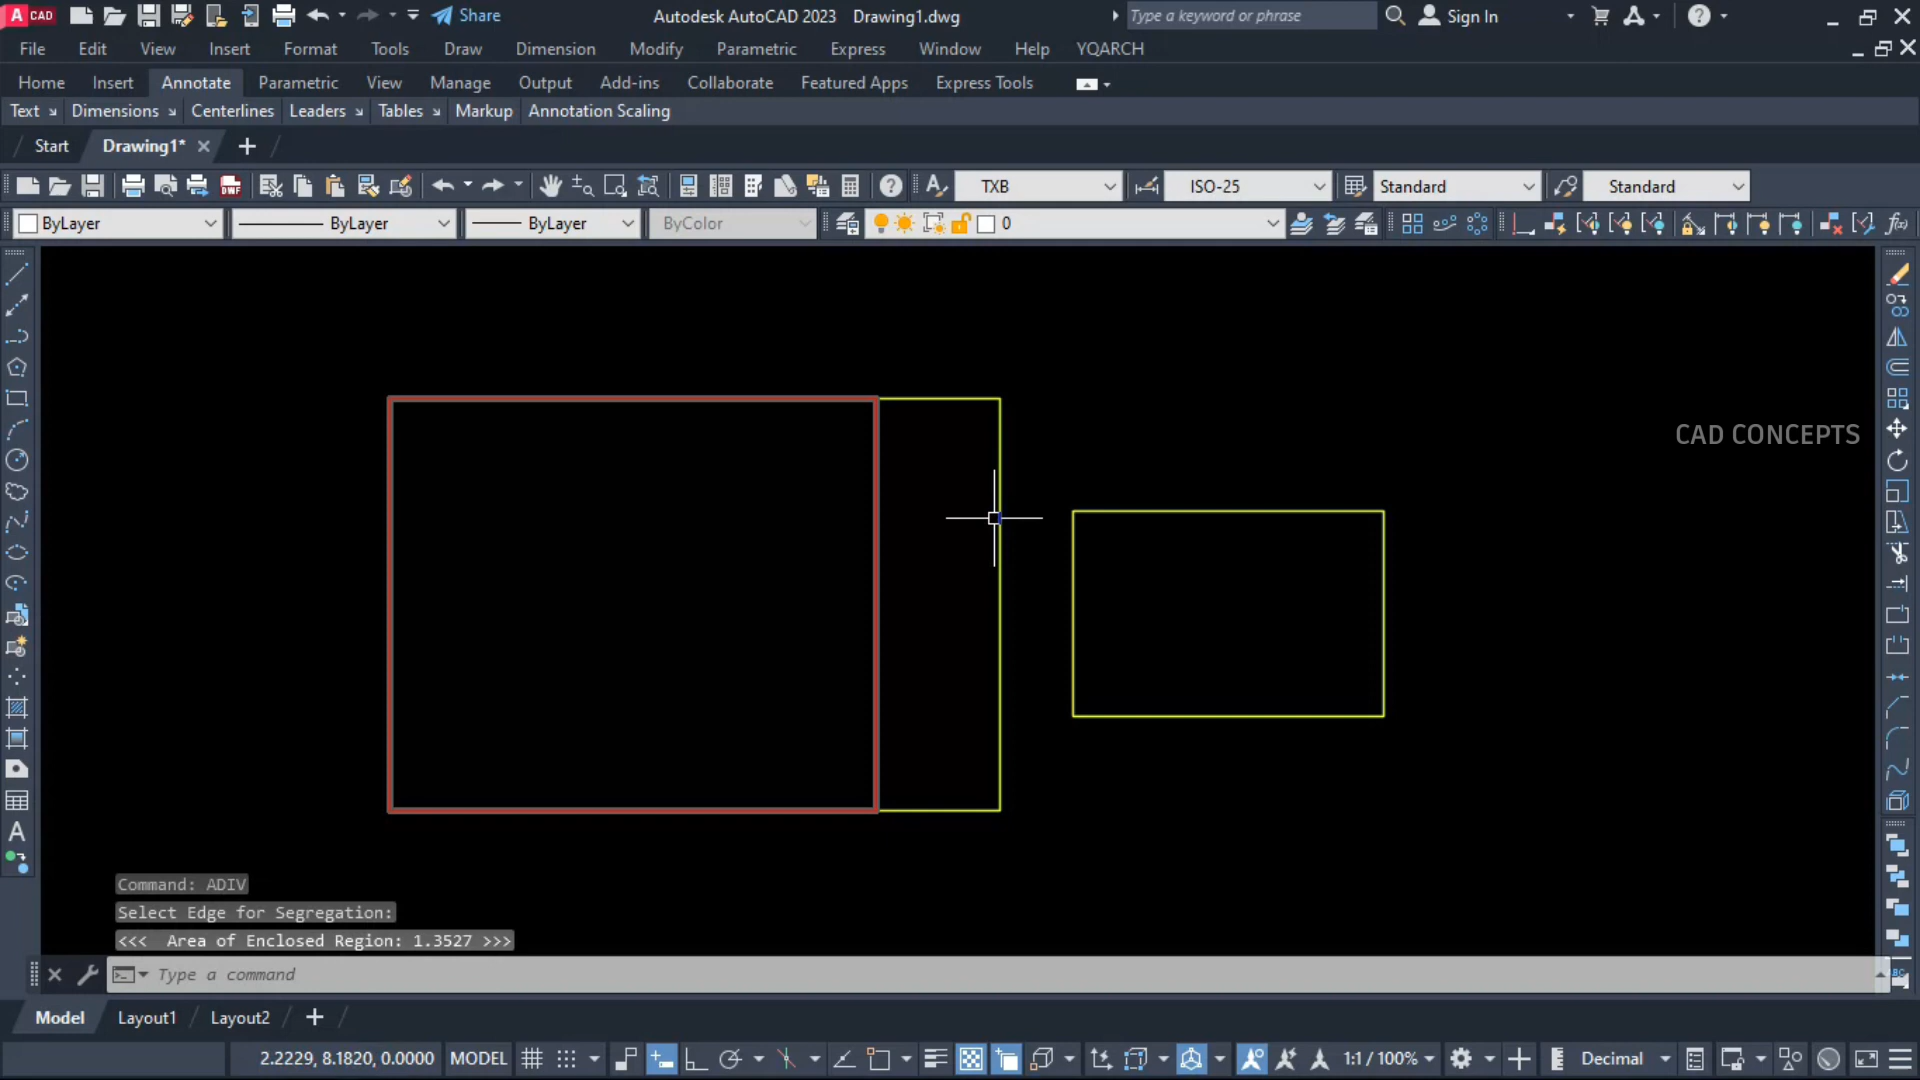 A CAD Share Autodesk AutoCAD 2023 Drawing1.dwg Type a keyword or phrase Sign In
File Edit View Insert Format Tools Draw Dimension Modify Parametric Express Window Help YQARCH
Home Insert Annotate Parametric View Manage Output Add-ins Collaborate Featured Apps Express Tools
Text Dimensions Centerlines Leaders Tables Markup Annotation Scaling
Start Drawing1*
DWF TXB ISO-25 Standard Standard
ByLayer ByLayer ByLayer ByColor 0 f(x)
CAD CONCEPTS
A
Command: ADIV
Select Edge for Segregation:
<<< Area of Enclosed Region: 1.3527 >>>
Type a command
ABC
Model Layout1 Layout2
2.2229, 8.1820, 0.0000 MODEL 1:1 / 100% Decimal